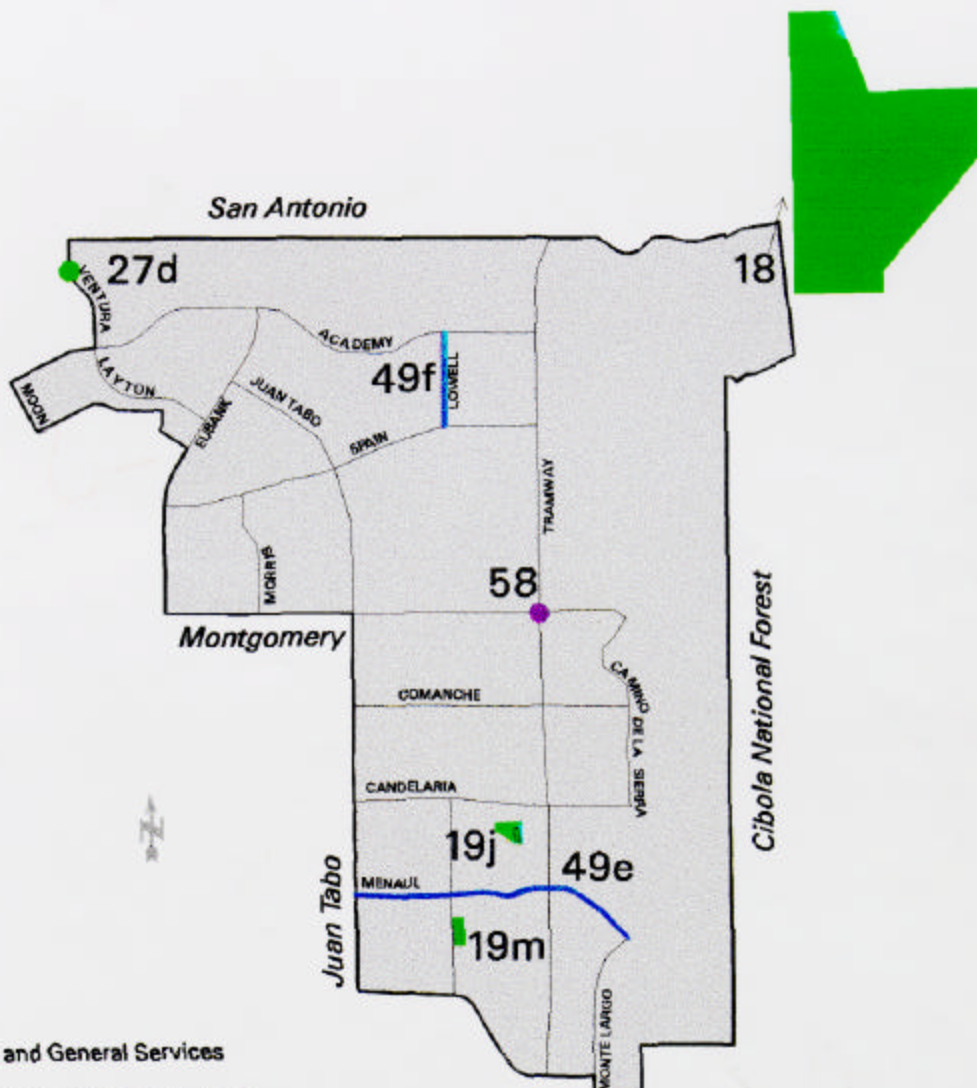 San Antonio
27d
18
VENTURA
ACADEMY
49f
LOWELL
LAYTON
JUAN TABO
MOON
EUBANK
SPAIN
TRAMWAY
MORRIS
58
Montgomery
CAMINO DE LA SIERRA
COMANCHE
Cibola National Forest
CANDELARIA
19j
49e
MENAUL
Juan Tabo
19m
MONTE LARGO
and General Services
N